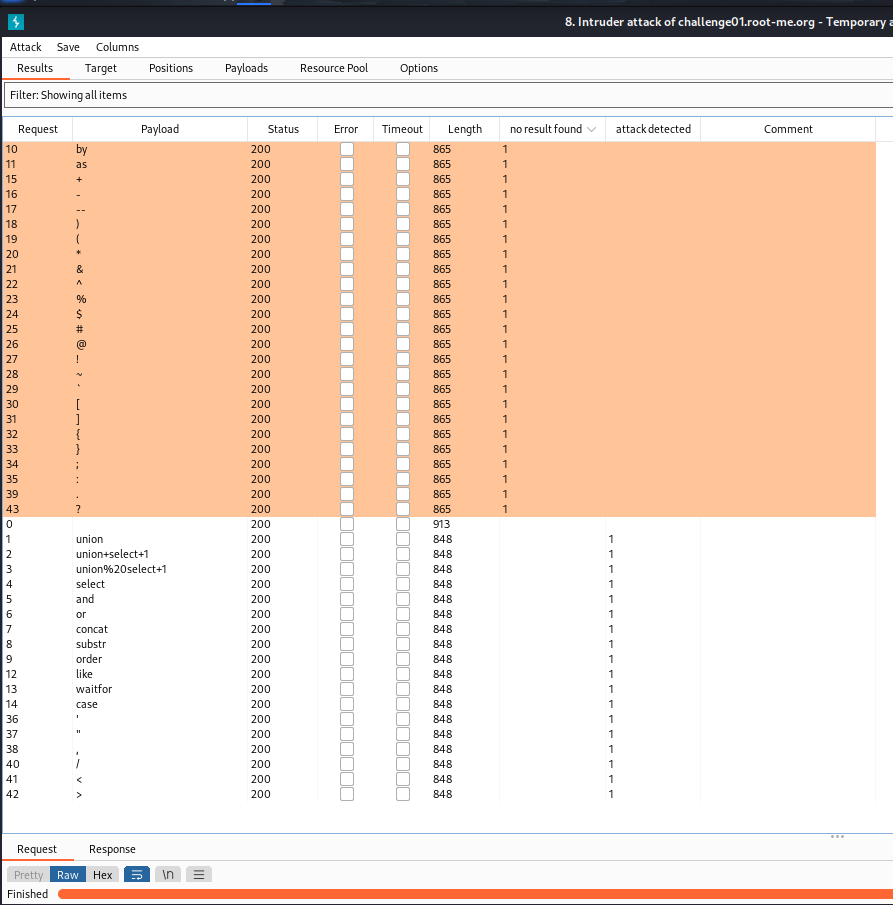 8. Intruder attack of challenge01.root-me.org - Temporary a
Attack Save Columns
Results Target Positions Payloads Resource Pool Options
Filter: Showing all items
Request Payload Status Error Timeout Length no result found attack detected Comment
10 by 200 865 1
11 as 200 865 1
15 + 200 865 1
16 - 200 865 1
17 -- 200 865 1
18 ) 200 865 1
19 ( 200 865 1
20 * 200 865 1
21 & 200 865 1
22 ^ 200 865 1
23 % 200 865 1
24 $ 200 865 1
25 # 200 865 1
26 @ 200 865 1
27 ! 200 865 1
28 ~ 200 865 1
29 ` 200 865 1
30 [ 200 865 1
31 ] 200 865 1
32 { 200 865 1
33 } 200 865 1
34 ; 200 865 1
35 : 200 865 1
39 . 200 865 1
43 ? 200 865 1
0 200 913
1 union 200 848 1
2 union+select+1 200 848 1
3 union%20select+1 200 848 1
4 select 200 848 1
5 and 200 848 1
6 or 200 848 1
7 concat 200 848 1
8 substr 200 848 1
9 order 200 848 1
12 like 200 848 1
13 waitfor 200 848 1
14 case 200 848 1
36 ' 200 848 1
37 " 200 848 1
38 , 200 848 1
40 / 200 848 1
41 < 200 848 1
42 > 200 848 1
Request Response
Pretty Raw Hex \n
Finished